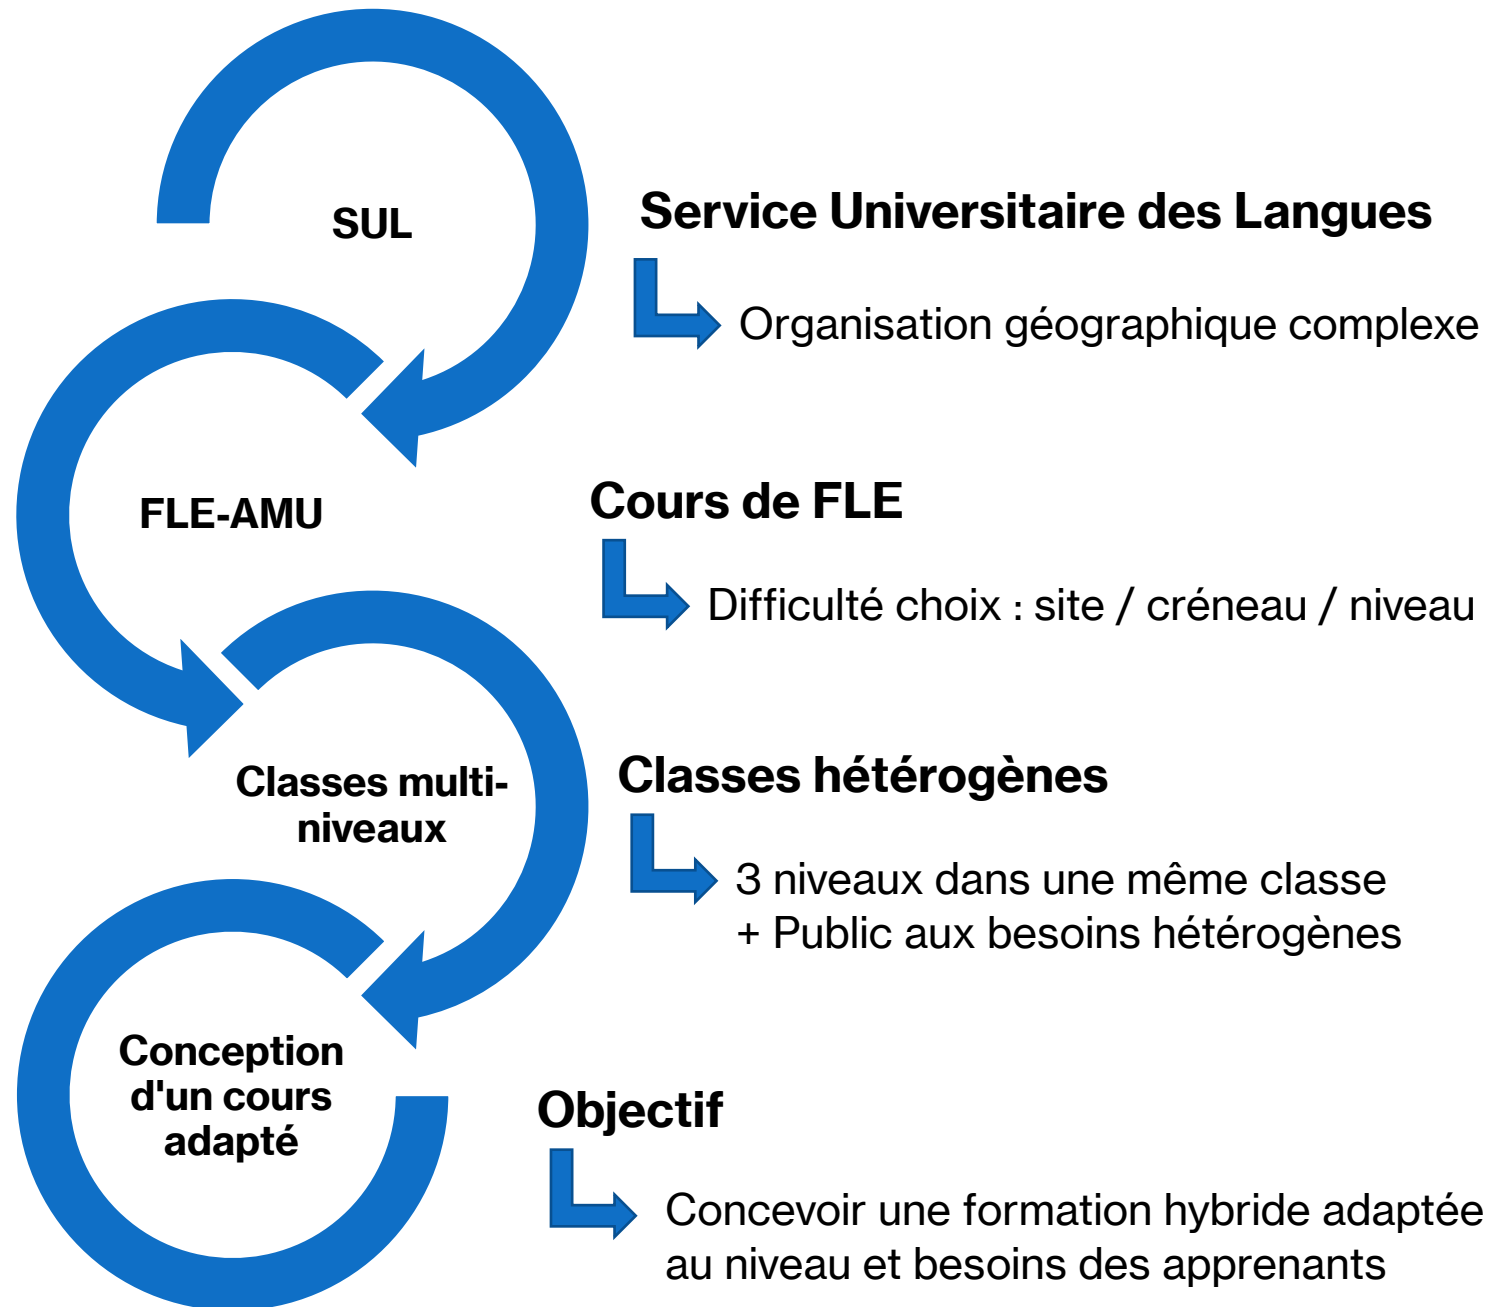 SUL
Service Universitaire des Langues
Organisation géographique complexe
FLE-AMU
Cours de FLE
Difficulté choix : site / créneau / niveau
Classes multi-
niveaux
Classes hétérogènes
3 niveaux dans une même classe
+ Public aux besoins hétérogènes
Conception
d'un cours
adapté
Objectif
Concevoir une formation hybride adaptée
au niveau et besoins des apprenants